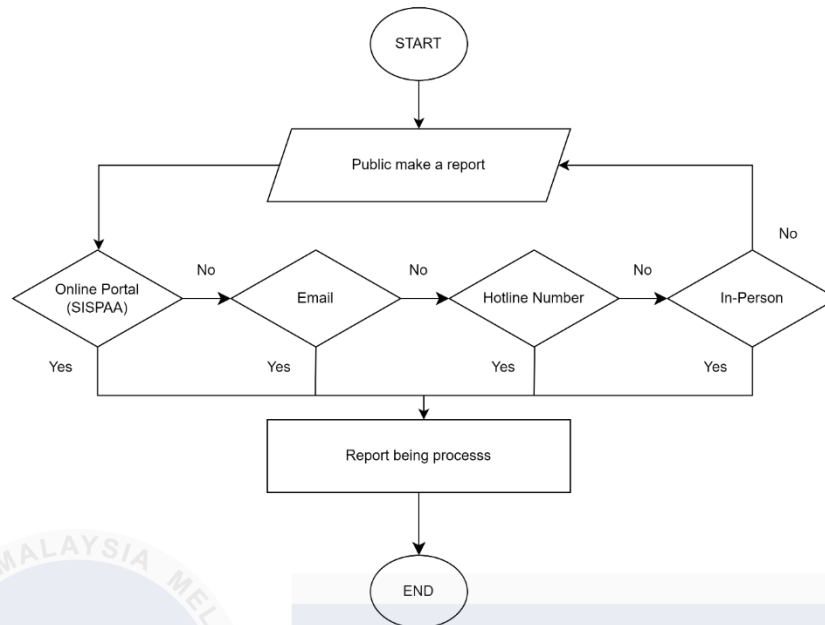 START
Public make a report
No
Online Portal
(SISPAA)
No
Email
No
Hotline Number
No
In-Person
Yes
Yes
Yes
Yes
Report being processs
END
MALAYSIA